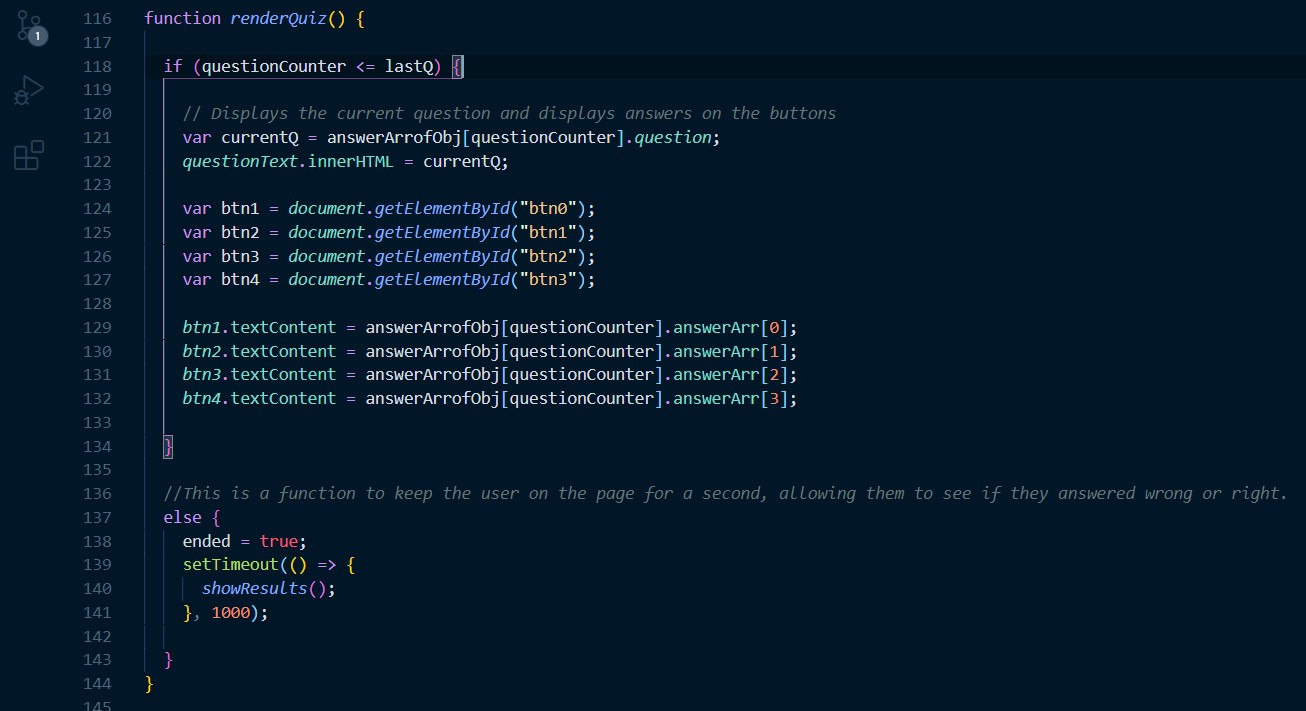 1
116 function renderQuiz() {
117
118 if (questionCounter <= lastQ) {
119
120 // Displays the current question and displays answers on the buttons
121 var currentQ = answerArrofObj[questionCounter].question;
122 questionText.innerHTML = currentQ;
123
124 var btn1 = document.getElementById("btn0");
125 var btn2 = document.getElementById("btn1");
126 var btn3 = document.getElementById("btn2");
127 var btn4 = document.getElementById("btn3");
128
129 btn1.textContent = answerArrofObj[questionCounter].answerArr[0];
130 btn2.textContent = answerArrofObj[questionCounter].answerArr[1];
131 btn3.textContent = answerArrofObj[questionCounter].answerArr[2];
132 btn4.textContent = answerArrofObj[questionCounter].answerArr[3];
133
134 }
135
136 //This is a function to keep the user on the page for a second, allowing them to see if they answered wrong or right.
137 else {
138 ended = true;
139 setTimeout(() => {
140 showResults();
141 }, 1000);
142
143 }
144 }
145